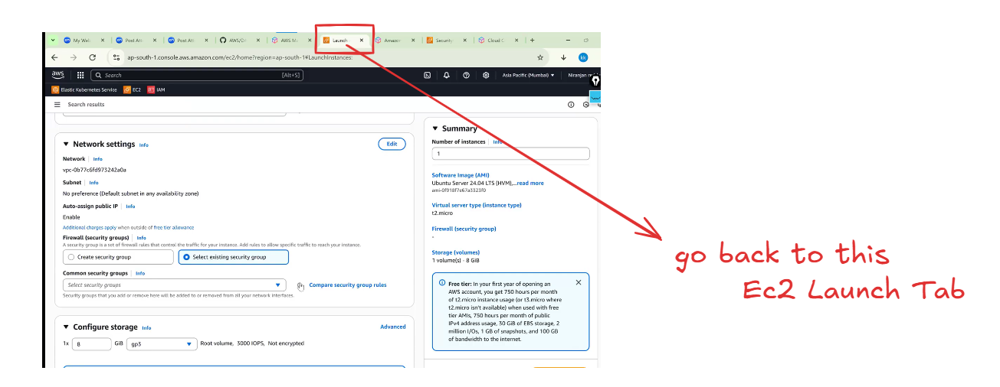 My Web
Post Att
Post Att
AWS/De
AWS Ma
Launch
Amazon
Security
Cloud C
ap-south-1.console.aws.amazon.com/ec2/home?region=ap-south-1#LaunchInstances:
kk
aws
Search
[Alt+S]
Asia Pacific (Mumbai)
Niranjan
Elastic Kubernetes Service
EC2
IAM
Search results
Network settings Info
Edit
Network Info
vpc-0b77c6fd973242a0a
Subnet Info
No preference (Default subnet in any availability zone)
Auto-assign public IP Info
Enable
Additional charges apply when outside of free tier allowance
Firewall (security groups) Info
A security group is a set of firewall rules that control the traffic for your instance. Add rules to allow specific traffic to reach your instance.
Create security group
Select existing security group
Common security groups Info
Select security groups
Compare security group rules
Security groups that you add or remove here will be added to or removed from all your network interfaces.
Configure storage Info
Advanced
1x 8 GiB gp3 Root volume, 3000 IOPS, Not encrypted
Summary
Number of instances Info
1
Software Image (AMI)
Ubuntu Server 24.04 LTS (HVM),...read more
ami-0f918f7e67a3323f0
Virtual server type (instance type)
t2.micro
Firewall (security group)
-
Storage (volumes)
1 volume(s) - 8 GiB
Free tier: In your first year of opening an
AWS account, you get 750 hours per month
of t2.micro instance usage (or t3.micro where
t2.micro isn't available) when used with free
tier AMIs, 750 hours per month of public
IPv4 address usage, 30 GiB of EBS storage, 2
million I/Os, 1 GB of snapshots, and 100 GB
of bandwidth to the internet.
go back to this
Ec2 Launch Tab